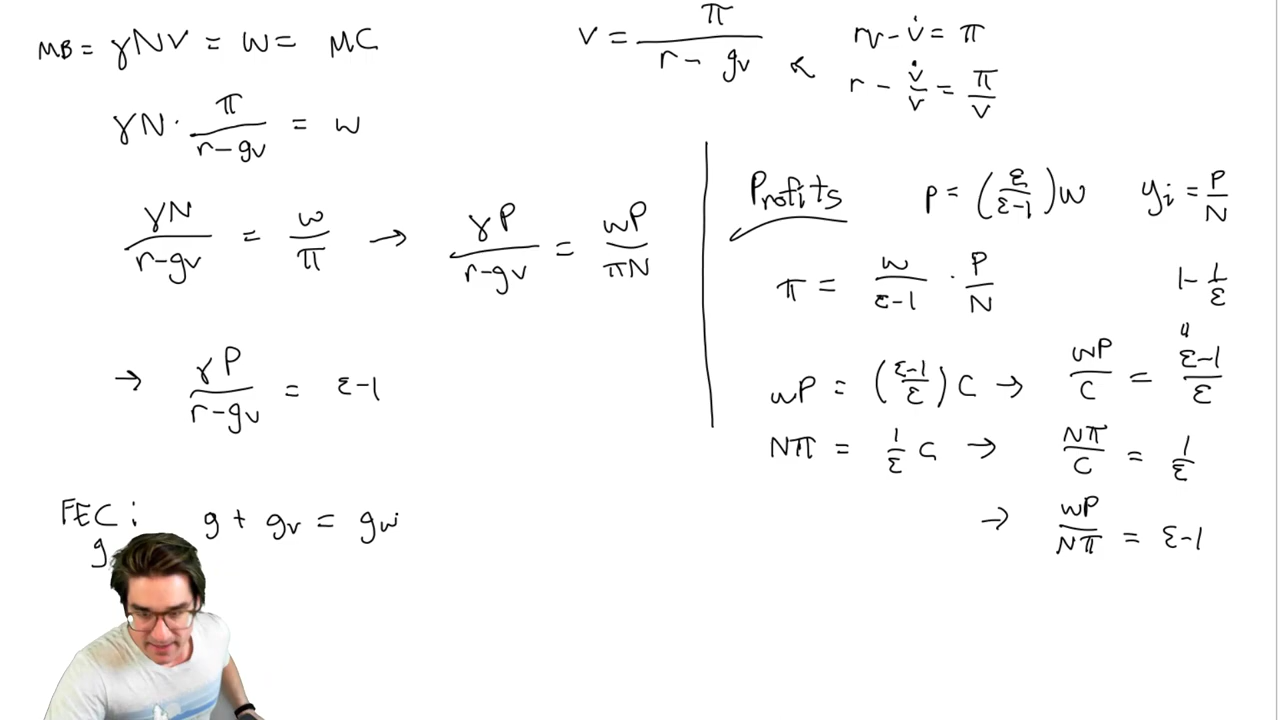 MB = γNV = w = MC
γN · π / (r - gv) = w
γN / (r - gv) = w / π → γP / (r - gv) = wP / πN
→ γP / (r - gv) = ε-1
FEC: g + gv = gw
g
v = π / (r - gv) <
rv - v̇ = π
r - v̇/v = π/v
Profits P = (ε/(ε-1)) w yi = P/N
π = w/(ε-1) · P/N
1 - 1/ε
"
wP = ((ε-1)/ε) C → wP/C = (ε-1)/ε
Nπ = 1/ε C → Nπ/C = 1/ε
→ wP/Nπ = ε-1